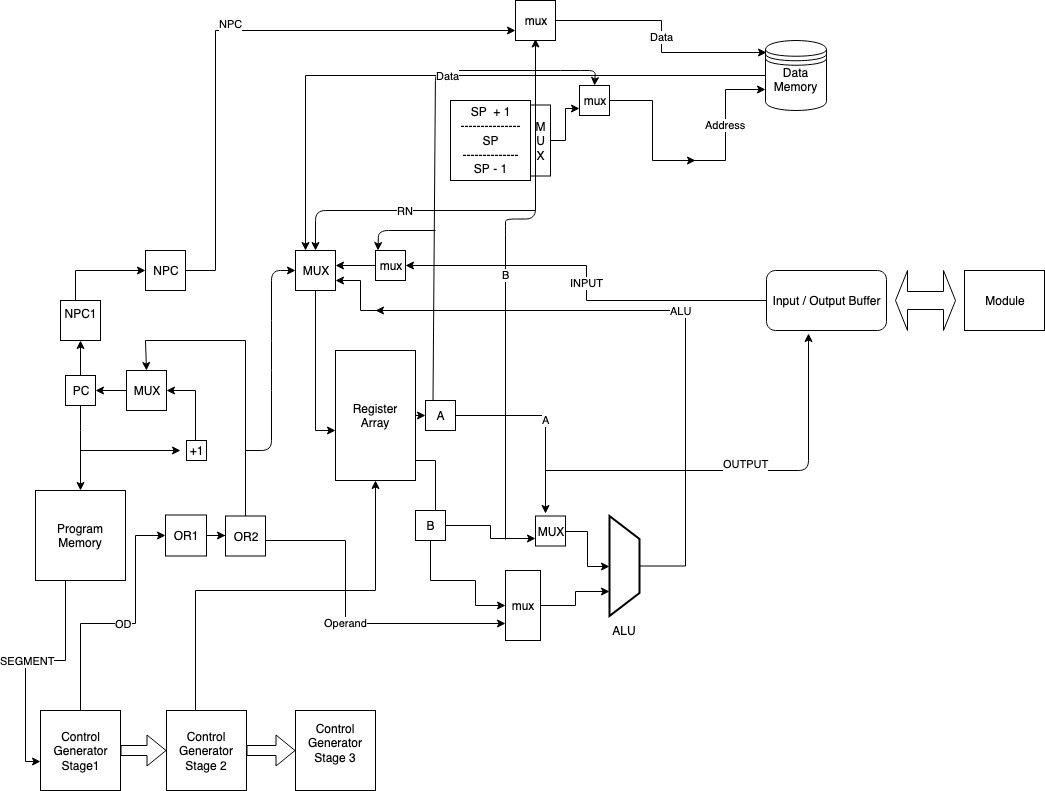 mux
NPC
Data
Data
Data
Memory
mux
SP + 1
M
U
X
SP
SP - 1
Address
RN
NPC
MUX
mux
B
INPUT
Input / Output Buffer
Module
NPC1
ALU
PC
MUX
Register
Array
A
A
+1
OUTPUT
Program
Memory
OR1
OR2
B
MUX
mux
OD
Operand
ALU
SEGMENT
Control
Generator
Stage1
Control
Generator
Stage 2
Control
Generator
Stage 3